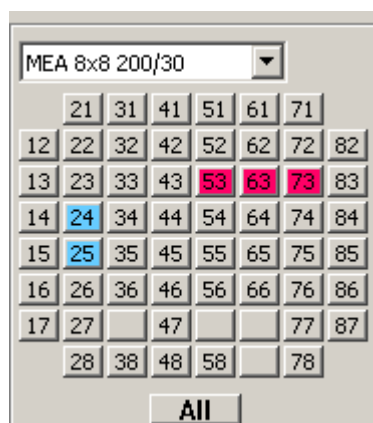 MEA 8x8 200/30
21 31 41 51 61 71
12 22 32 42 52 62 72 82
13 23 33 43 53 63 73 83
14 24 34 44 54 64 74 84
15 25 35 45 55 65 75 85
16 26 36 46 56 66 76 86
17 27 47 77 87
28 38 48 58 78
All